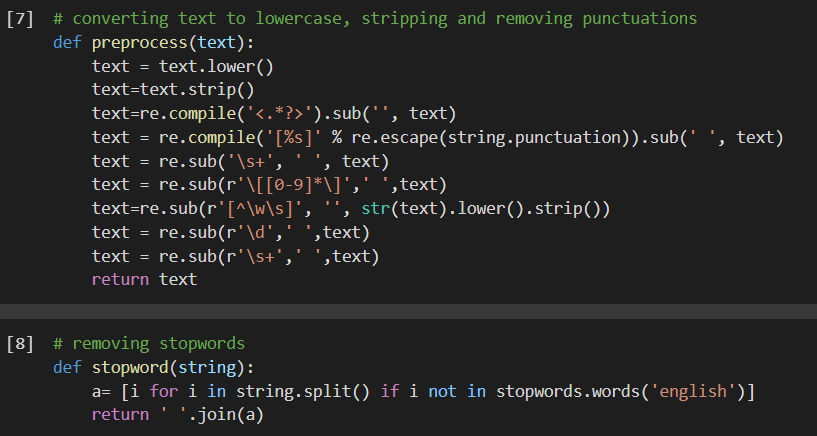 [7] # converting text to lowercase, stripping and removing punctuations
def preprocess(text):
    text = text.lower()
    text=text.strip()
    text=re.compile('<.*?>').sub('', text)
    text = re.compile('[%s]' % re.escape(string.punctuation)).sub(' ', text)
    text = re.sub('\s+', ' ', text)
    text = re.sub(r'\[[0-9]*\]',' ',text)
    text=re.sub(r'[^\w\s]', '', str(text).lower().strip())
    text = re.sub(r'\d',' ',text)
    text = re.sub(r'\s+',' ',text)
    return text
[8] # removing stopwords
def stopword(string):
    a= [i for i in string.split() if i not in stopwords.words('english')]
    return ' '.join(a)